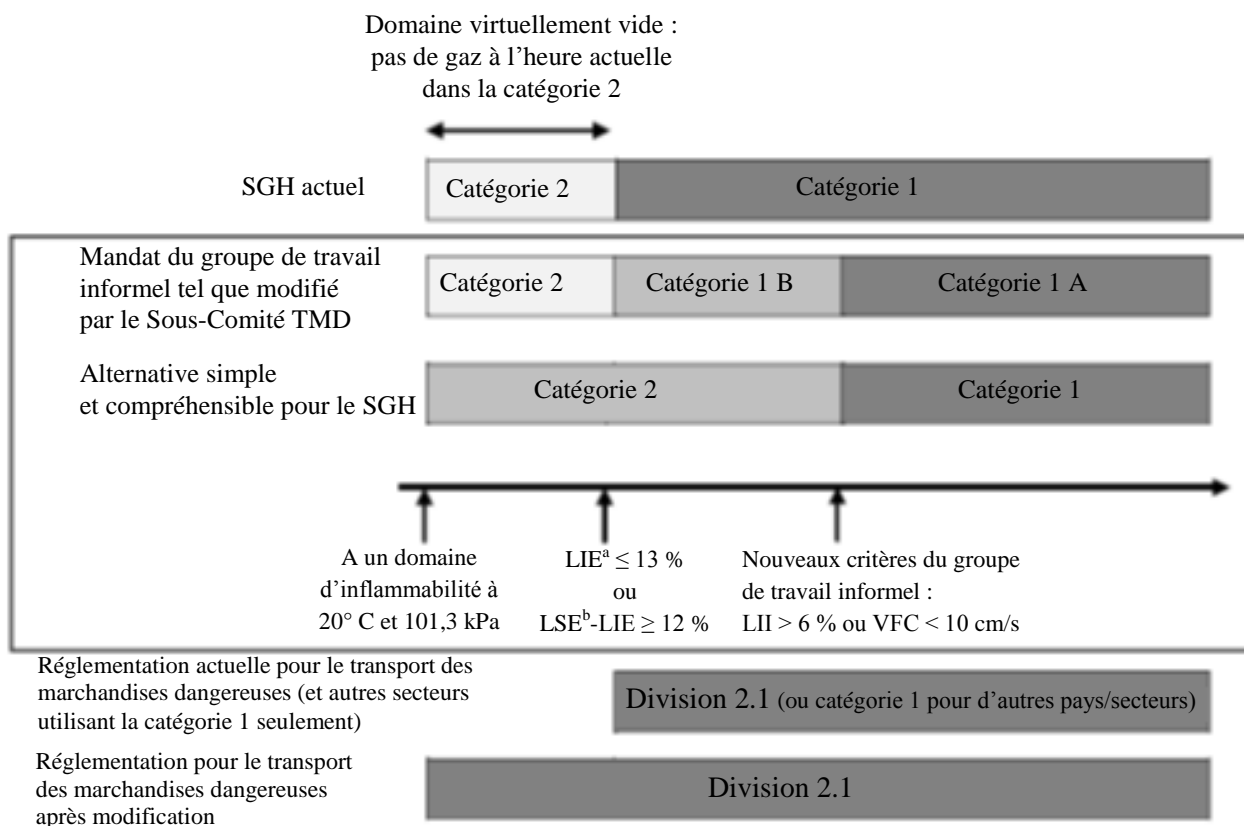 Domaine virtuellement vide :
pas de gaz à l’heure actuelle
dans la catégorie 2
SGH actuel
Catégorie 2
Catégorie 1
Mandat du groupe de travail
informel tel que modifié
par le Sous-Comité TMD
Catégorie 2
Catégorie 1 B
Catégorie 1 A
Alternative simple
et compréhensible pour le SGH
Catégorie 2
Catégorie 1
A un domaine
d’inflammabilité à
20° C et 101,3 kPa
LIEᵃ ≤ 13 %
ou
LSEᵇ-LIE ≥ 12 %
Nouveaux critères du groupe
de travail informel :
LII > 6 % ou VFC < 10 cm/s
Réglementation actuelle pour le transport des
marchandises dangereuses (et autres secteurs
utilisant la catégorie 1 seulement)
Division 2.1 (ou catégorie 1 pour d’autres pays/secteurs)
Réglementation pour le transport
des marchandises dangereuses
après modification
Division 2.1